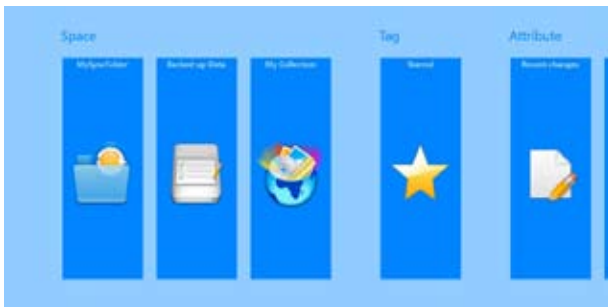 Space
Tag
Attribute
MySyncFolder
Backed up Data
My Collection
Starred
Recent changes